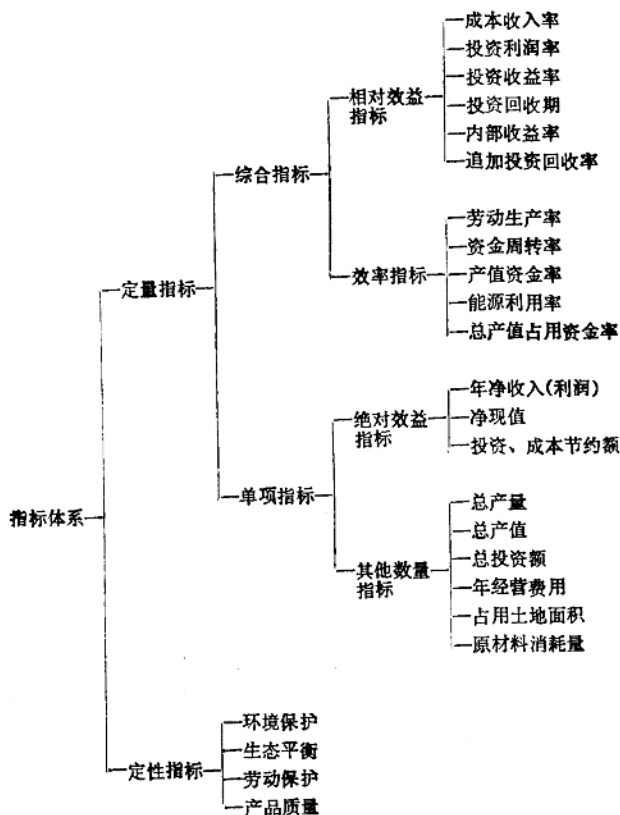 成本收入率
投资利润率
投资收益率
投资回收期
内部收益率
追加投资回收率
相对效益
指标
综合指标
劳动生产率
资金周转率
产值资金率
能源利用率
总产值占用资金率
效率指标
定量指标
年净收入(利润)
净现值
投资、成本节约额
绝对效益
指标
单项指标
总产量
总产值
总投资额
年经营费用
占用土地面积
原材料消耗量
其他数量
指标
指标体系
环境保护
生态平衡
劳动保护
产品质量
定性指标